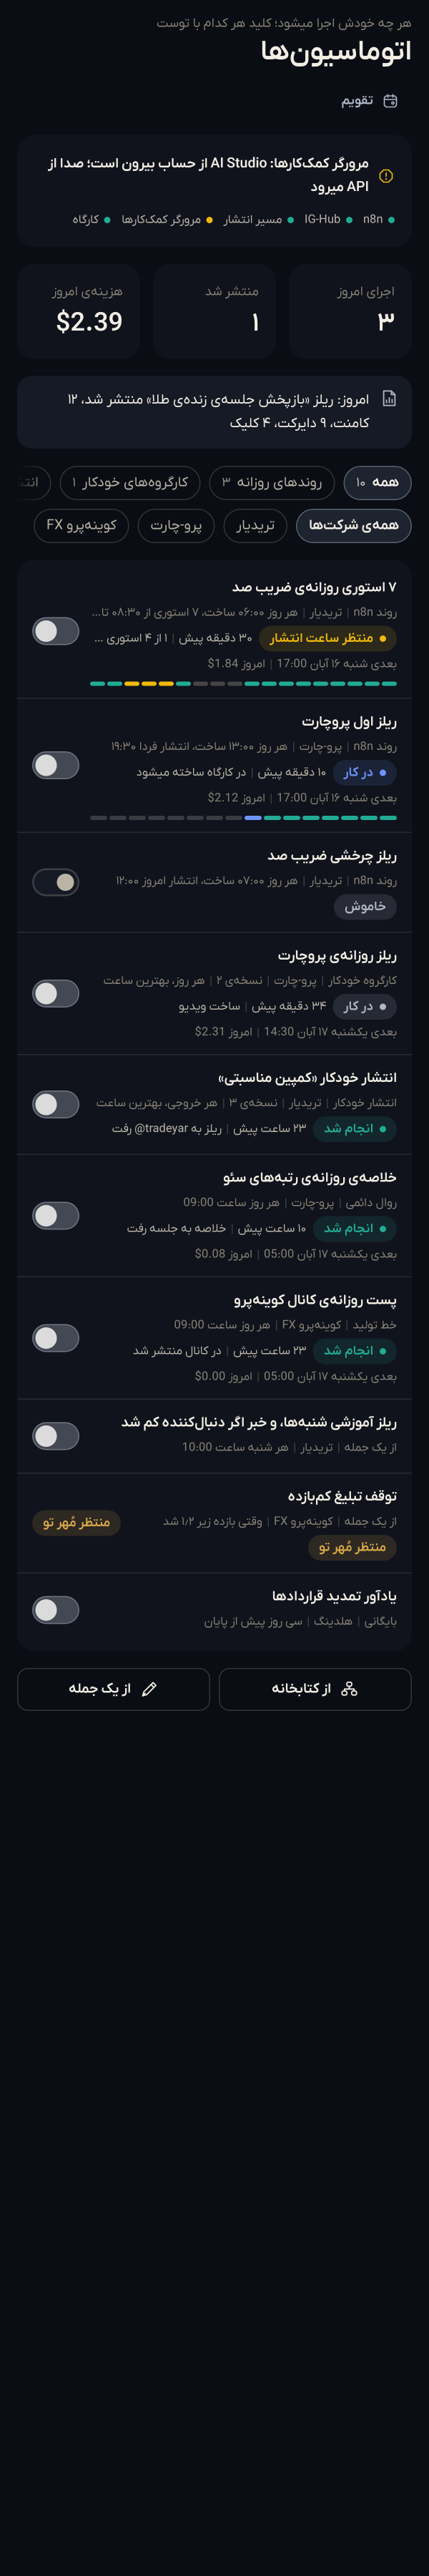 هر چه خودش اجرا میشود؛ کلید هر کدام با توست
اتوماسیون‌ها
تقویم
مرورگر کمک‌کارها: AI Studio از حساب بیرون است؛ صدا از
API میرود
n8n
IG-Hub
مسیر انتشار
مرورگر کمک‌کارها
کارگاه
اجرای امروز
۳
منتشر شد
۱
هزینه‌ی امروز
$2.39
امروز: ریلز «بازپخش جلسه‌ی زنده‌ی طلا» منتشر شد، ۱۲
کامنت، ۹ دایرکت، ۴ کلیک
همه ۱۰
روندهای روزانه ۳
کارگروه‌های خودکار ۱
همه‌ی شرکت‌ها
تریدیار
پرو-چارت
کوینه‌پرو FX
۷ استوری روزانه‌ی ضریب صد
روند n8n | تریدیار | هر روز ۰۶:۰۰ ساخت، ۷ استوری از ۰۸:۳۰ تا...
منتظر ساعت انتشار
۳۰ دقیقه پیش | ۱ از ۴ استوری ...
بعدی شنبه ۱۶ آبان 17:00 | امروز $1.84
ریلز اول پروچارت
روند n8n | پرو-چارت | هر روز ۱۳:۰۰ ساخت، انتشار فردا ۱۹:۳۰
در کار
۱۰ دقیقه پیش | در کارگاه ساخته میشود
بعدی شنبه ۱۶ آبان 17:00 | امروز $2.12
ریلز چرخشی ضریب صد
روند n8n | تریدیار | هر روز ۰۷:۰۰ ساخت، انتشار امروز ۱۲:۰۰
خاموش
ریلز روزانه‌ی پروچارت
کارگروه خودکار | پرو-چارت | نسخه‌ی ۲ | هر روز، بهترین ساعت
در کار
۳۴ دقیقه پیش | ساخت ویدیو
بعدی یکشنبه ۱۷ آبان 14:30 | امروز $2.31
انتشار خودکار «کمپین مناسبتی»
انتشار خودکار | تریدیار | نسخه‌ی ۳ | هر خروجی، بهترین ساعت
انجام شد
۲۳ ساعت پیش | ریلز به @tradeyar رفت
خلاصه‌ی روزانه‌ی رتبه‌های سئو
روال دائمی | پرو-چارت | هر روز ساعت 09:00
انجام شد
۱۰ ساعت پیش | خلاصه به جلسه رفت
بعدی یکشنبه ۱۷ آبان 05:00 | امروز $0.08
پست روزانه‌ی کانال کوینه‌پرو
خط تولید | کوینه‌پرو FX | هر روز ساعت 09:00
انجام شد
۲۳ ساعت پیش | در کانال منتشر شد
بعدی یکشنبه ۱۷ آبان 05:00 | امروز $0.00
ریلز آموزشی شنبه‌ها، و خبر اگر دنبال‌کننده کم شد
از یک جمله | تریدیار | هر شنبه ساعت 10:00
توقف تبلیغ کم‌بازده
از یک جمله | کوینه‌پرو FX | وقتی بازده زیر ۱٫۲ شد
منتظر مُهر تو
منتظر مُهر تو
یادآور تمدید قراردادها
بایگانی | هلدینگ | سی روز پیش از پایان
از کتابخانه
از یک جمله